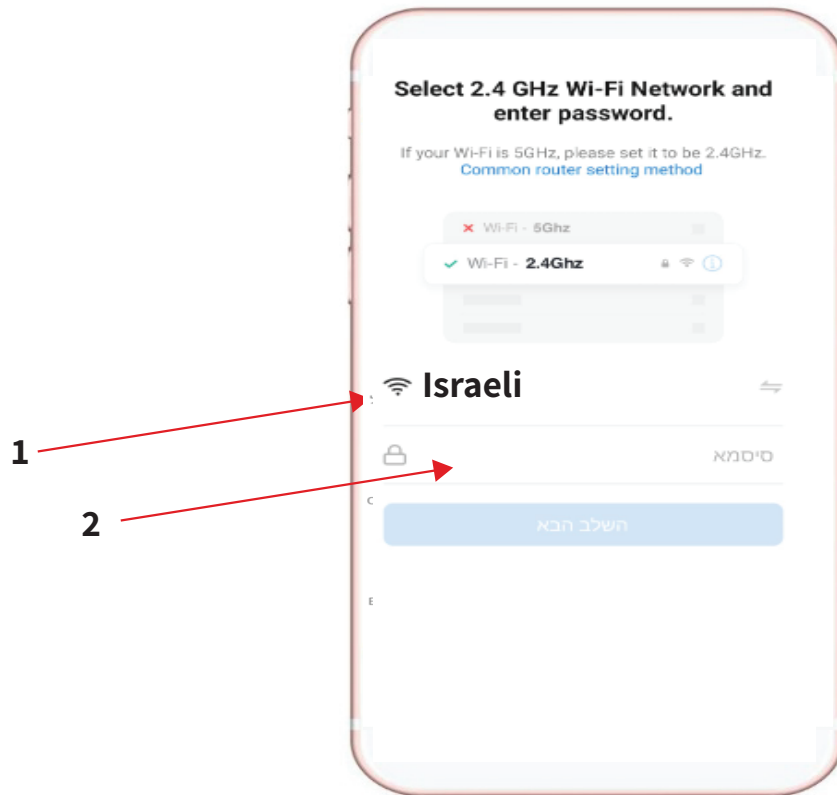 Select 2.4 GHz Wi-Fi Network and
enter password.
If your Wi-Fi is 5GHz, please set it to be 2.4GHz.
Common router setting method
Wi-Fi - 5Ghz
Wi-Fi - 2.4Ghz
Israeli
1
סיסמא
2
השלב הבא